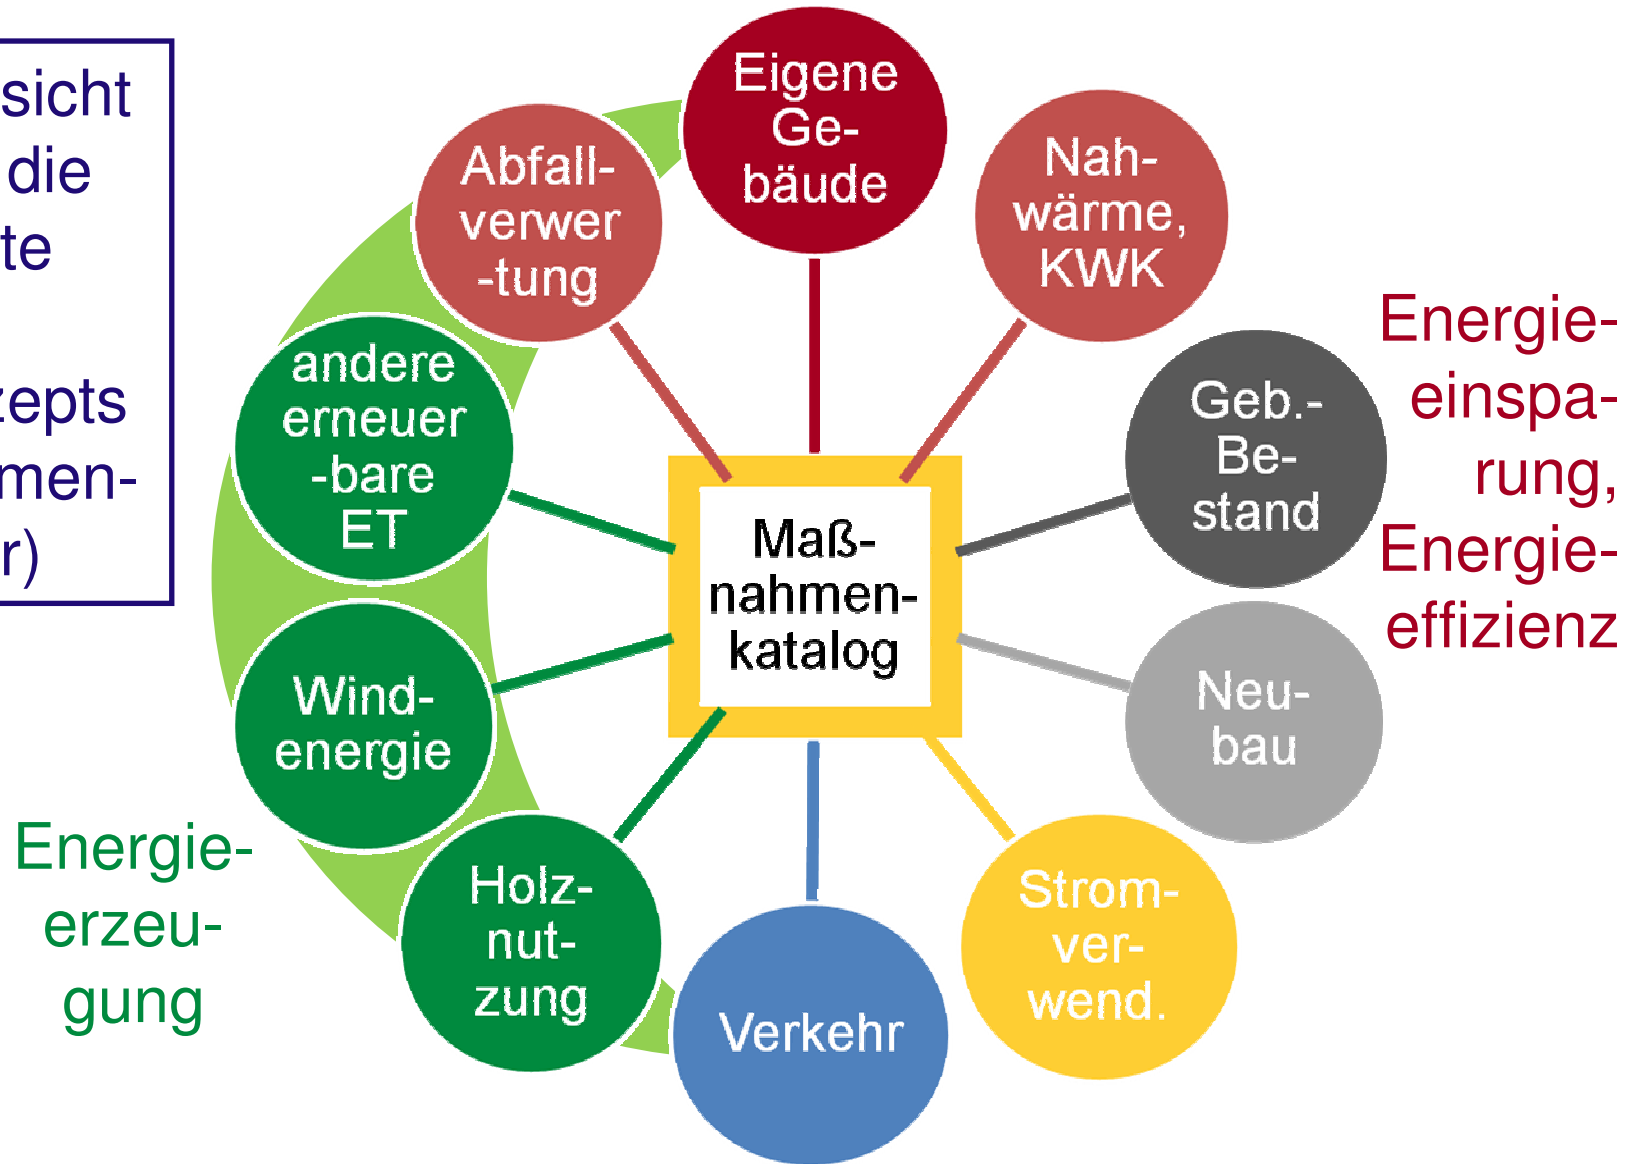 sicht
die
te
zepts
men-
r)
Eigene
Ge-
bäude
Nah-
wärme,
KWK
Geb.-
Be-
stand
Neu-
bau
Strom-
ver-
wend.
Verkehr
Holz-
nut-
zung
Wind-
energie
andere
erneuer
-bare
ET
Abfall-
verwer
-tung
Maß-
nahmen-
katalog
Energie-
einspa-
rung,
Energie-
effizienz
Energie-
erzeu-
gung